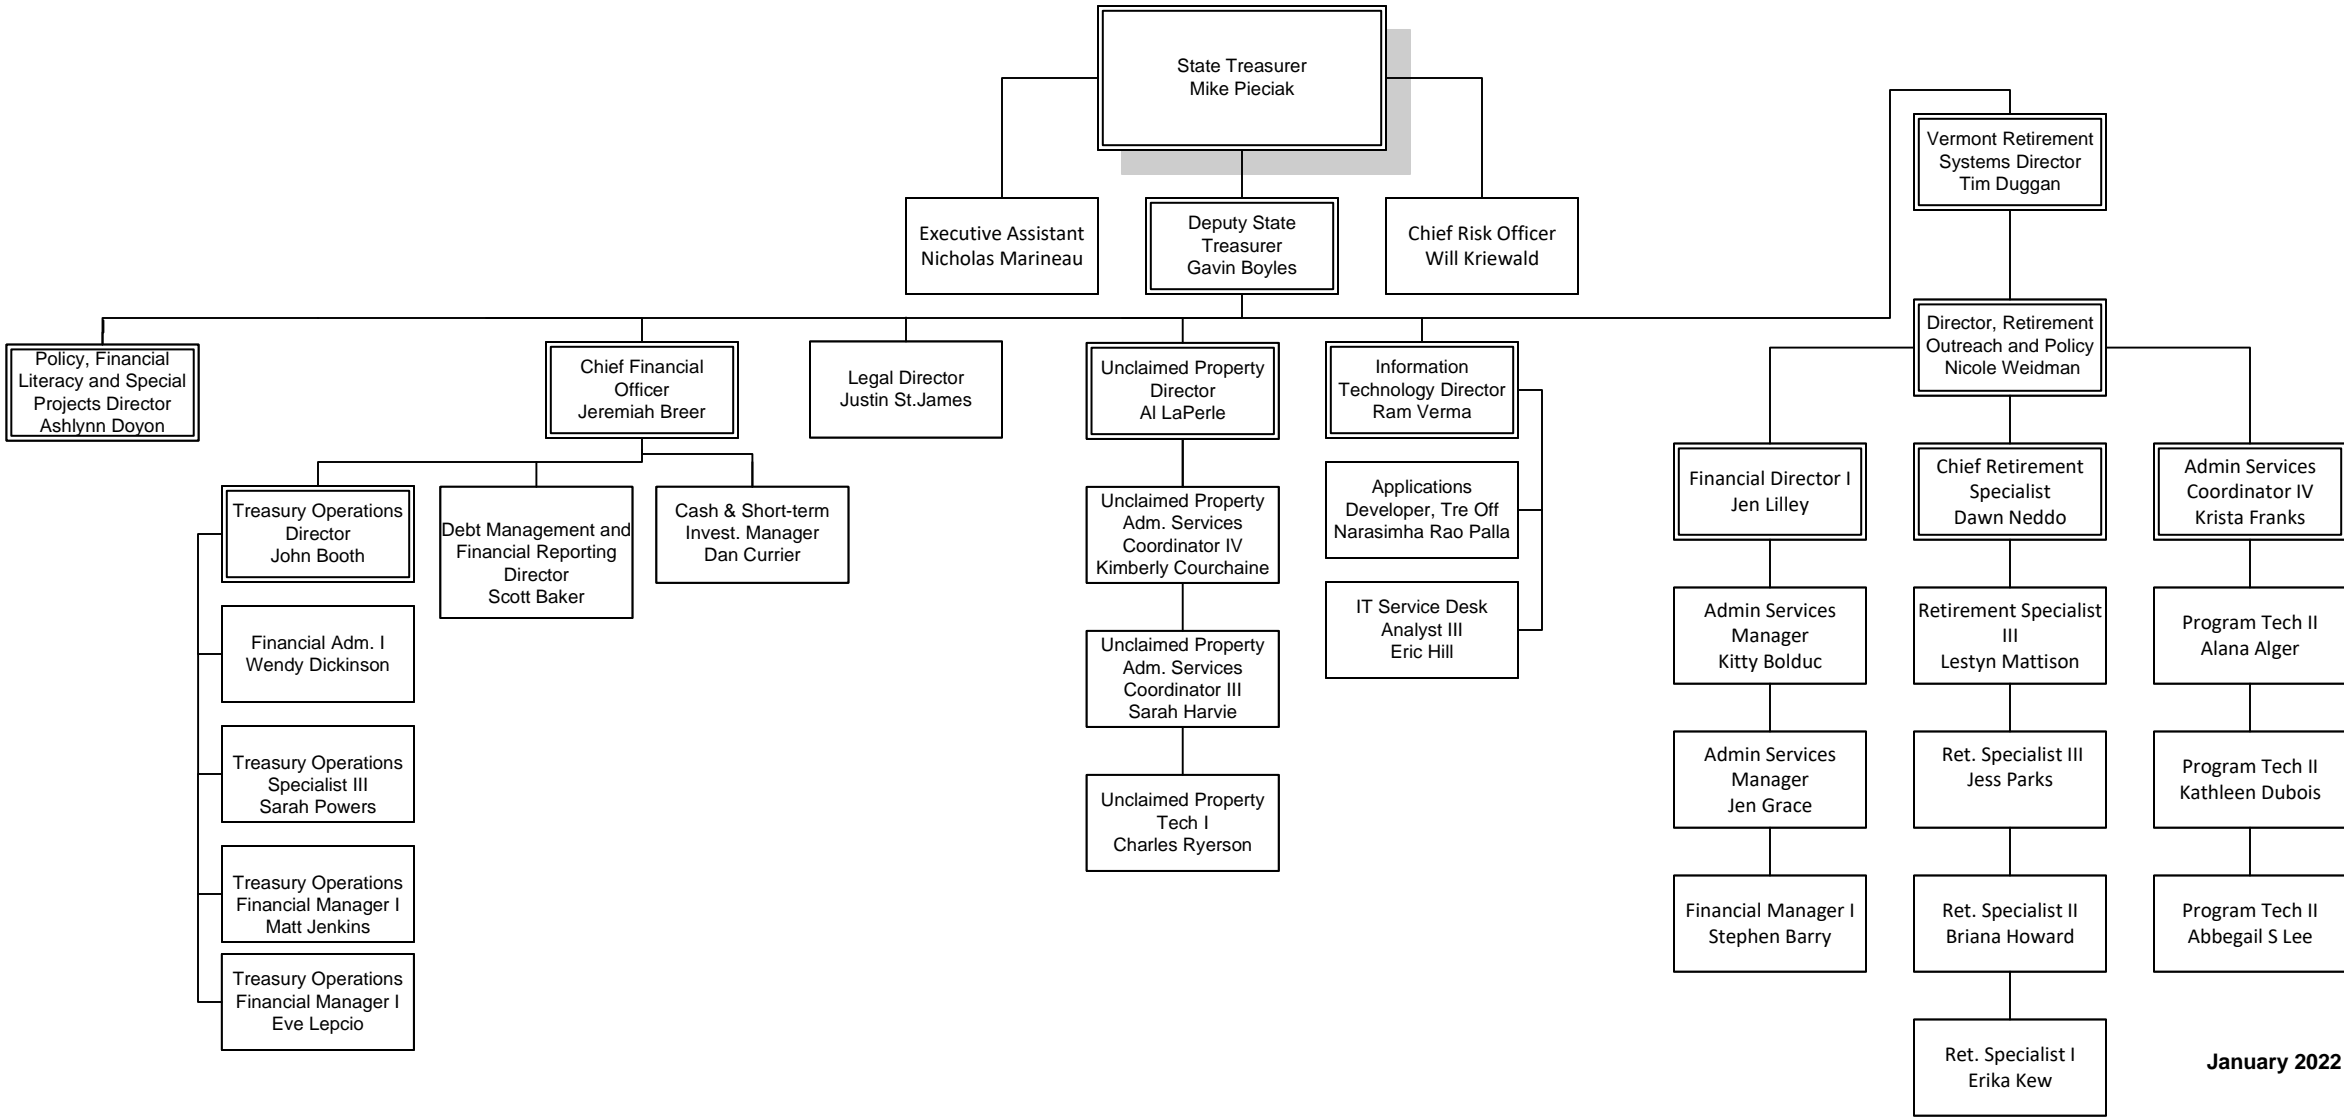 State Treasurer
Mike Pieciak
Vermont Retirement
Systems Director
Tim Duggan
Executive Assistant
Nicholas Marineau
Deputy State
Treasurer
Gavin Boyles
Chief Risk Officer
Will Kriewald
Policy, Financial
Literacy and Special
Projects Director
Ashlynn Doyon
Chief Financial
Officer
Jeremiah Breer
Legal Director
Justin St.James
Unclaimed Property
Director
Al LaPerle
Information
Technology Director
Ram Verma
Director, Retirement
Outreach and Policy
Nicole Weidman
Treasury Operations
Director
John Booth
Debt Management and
Financial Reporting
Director
Scott Baker
Cash & Short-term
Invest. Manager
Dan Currier
Unclaimed Property
Adm. Services
Coordinator IV
Kimberly Courchaine
Applications
Developer, Tre Off
Narasimha Rao Palla
Financial Director I
Jen Lilley
Chief Retirement
Specialist
Dawn Neddo
Admin Services
Coordinator IV
Krista Franks
Financial Adm. I
Wendy Dickinson
Unclaimed Property
Adm. Services
Coordinator III
Sarah Harvie
IT Service Desk
Analyst III
Eric Hill
Admin Services
Manager
Kitty Bolduc
Retirement Specialist
III
Lestyn Mattison
Program Tech II
Alana Alger
Treasury Operations
Specialist III
Sarah Powers
Unclaimed Property
Tech I
Charles Ryerson
Admin Services
Manager
Jen Grace
Ret. Specialist III
Jess Parks
Program Tech II
Kathleen Dubois
Treasury Operations
Financial Manager I
Matt Jenkins
Financial Manager I
Stephen Barry
Ret. Specialist II
Briana Howard
Program Tech II
Abbegail S Lee
Treasury Operations
Financial Manager I
Eve Lepcio
Ret. Specialist I
Erika Kew
January 2022